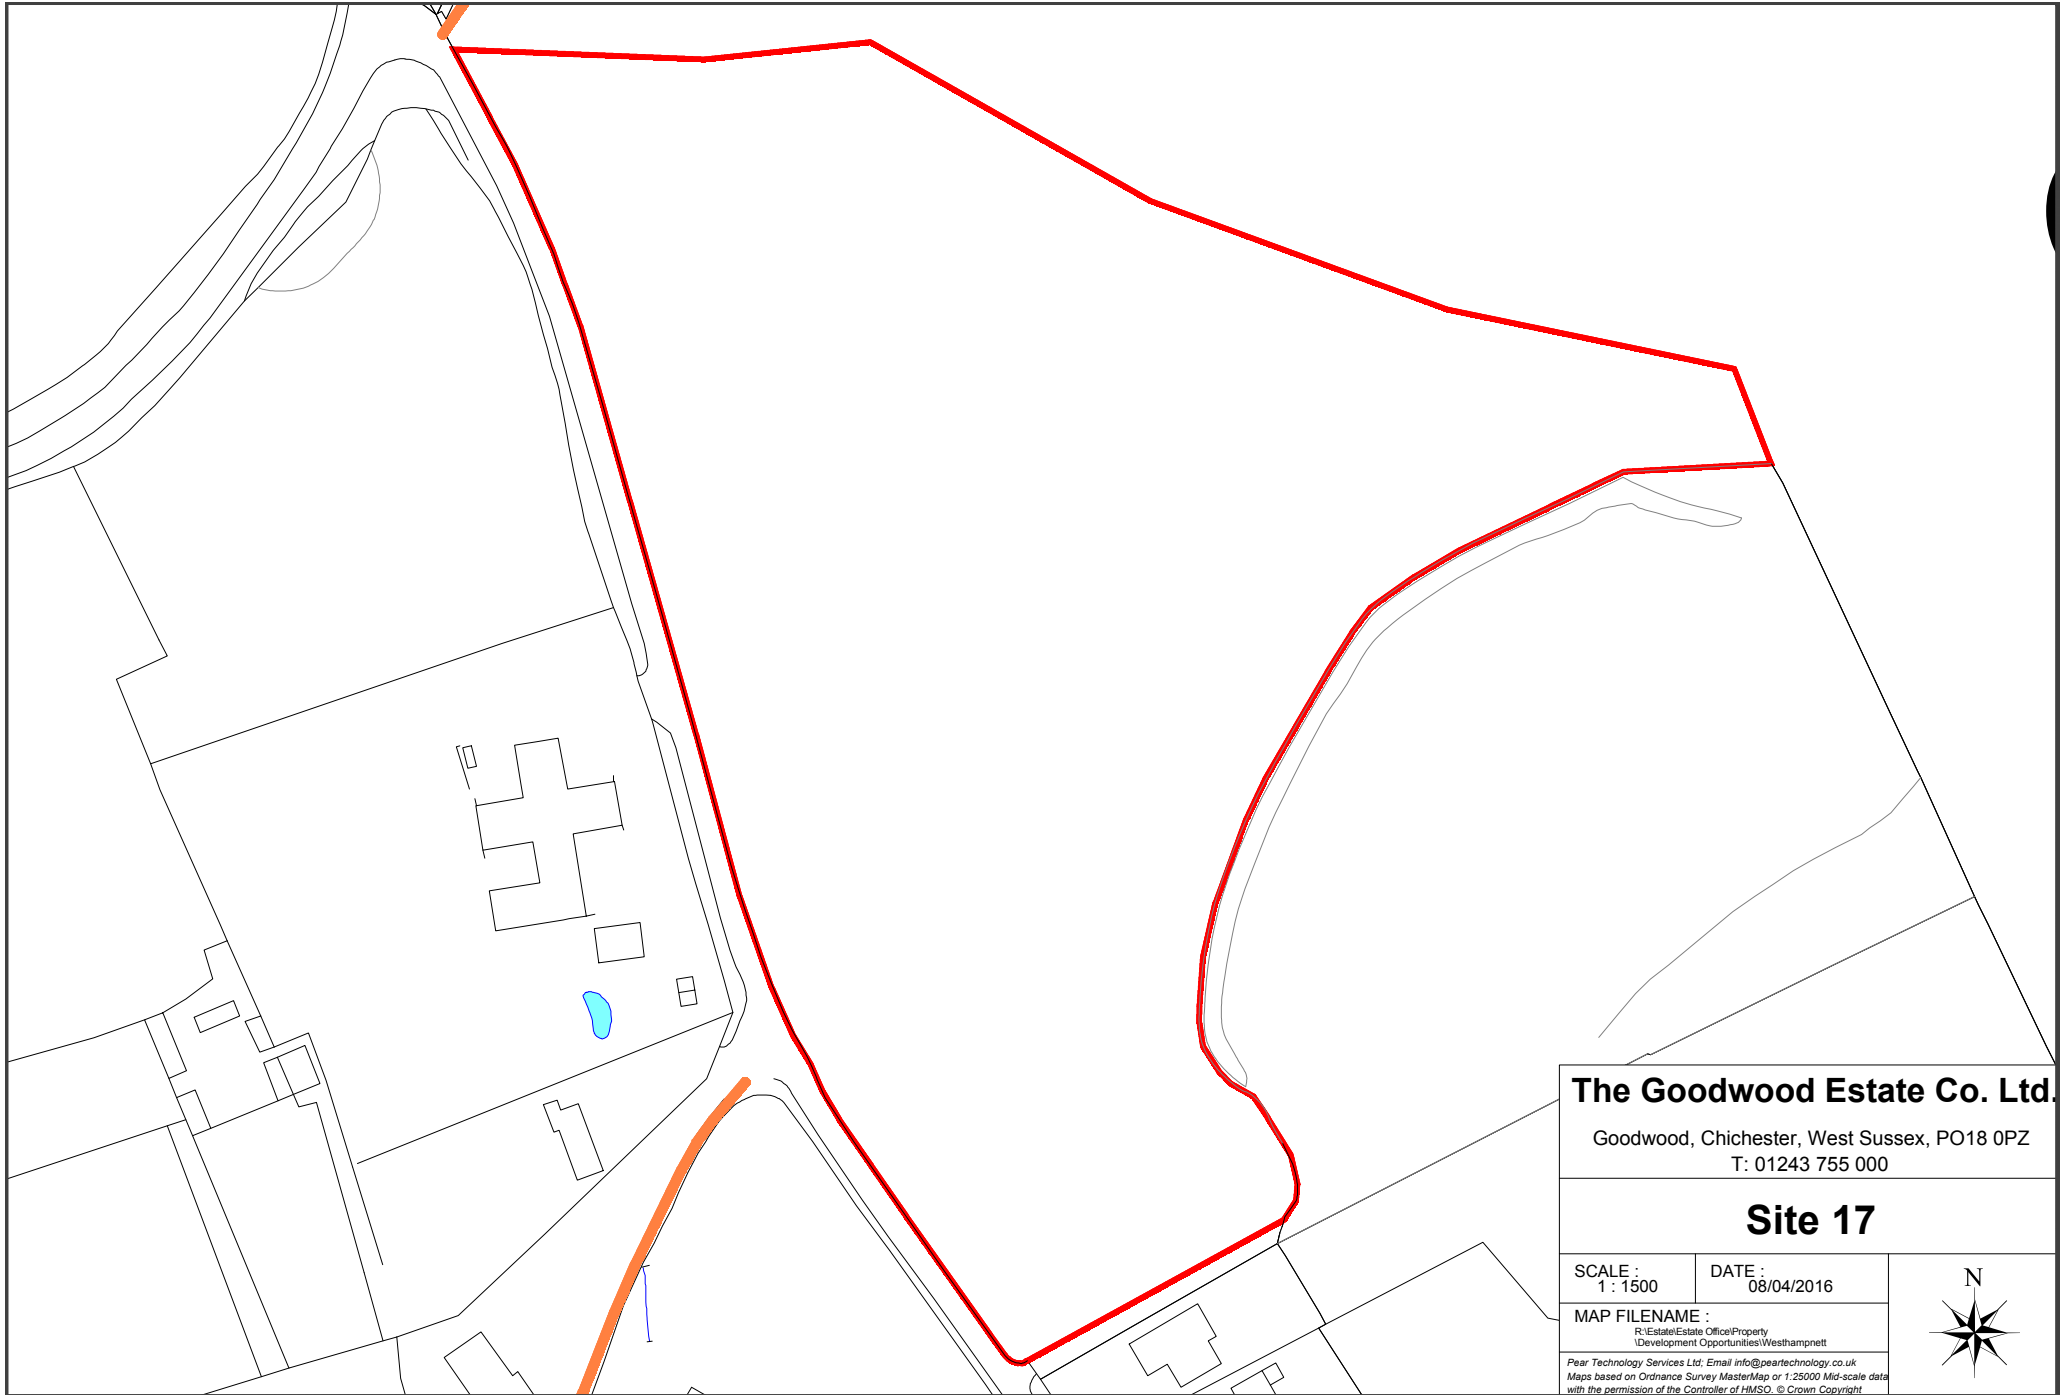 The Goodwood Estate Co. Ltd.
Goodwood, Chichester, West Sussex, PO18 0PZ
T: 01243 755 000
Site 17
SCALE :
1 : 1500
DATE :
08/04/2016
N
MAP FILENAME :
R:\Estate\Estate Office\Property
\Development Opportunities\Westhampnett
Pear Technology Services Ltd; Email info@peartechnology.co.uk
Maps based on Ordnance Survey MasterMap or 1:25000 Mid-scale data
with the permission of the Controller of HMSO. © Crown Copyright